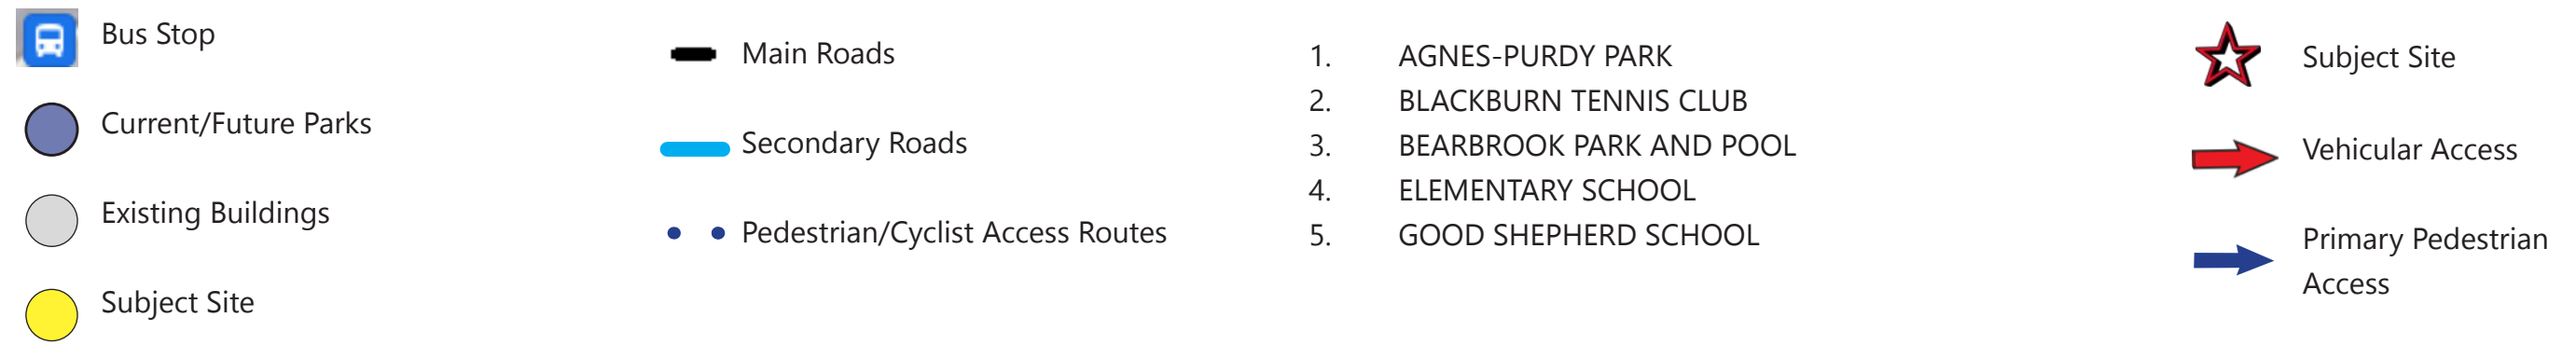 Bus Stop
Current/Future Parks
Existing Buildings
Subject Site
Main Roads
Secondary Roads
Pedestrian/Cyclist Access Routes
1. AGNES-PURDY PARK
2. BLACKBURN TENNIS CLUB
3. BEARBROOK PARK AND POOL
4. ELEMENTARY SCHOOL
5. GOOD SHEPHERD SCHOOL
Subject Site
Vehicular Access
Primary Pedestrian
Access